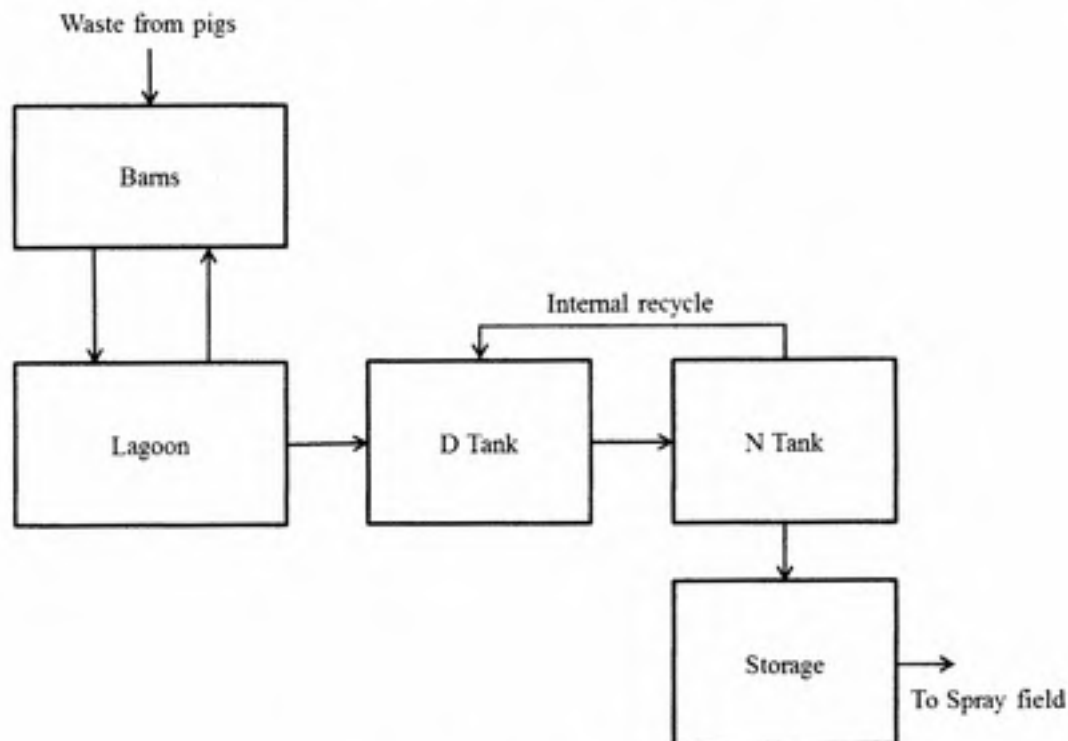 Waste from pigs
Barns
Internal recycle
Lagoon
D Tank
N Tank
Storage
To Spray field